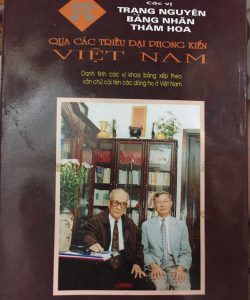 các vị
TRẠNG NGUYÊN
BẢNG NHÃN
THÁM HOA
QUA CÁC TRIỀU ĐẠI PHONG KIẾN
VIỆT NAM
Danh tính các vị khoa bảng xếp theo
vần chữ cái tên các dòng họ ở Việt Nam